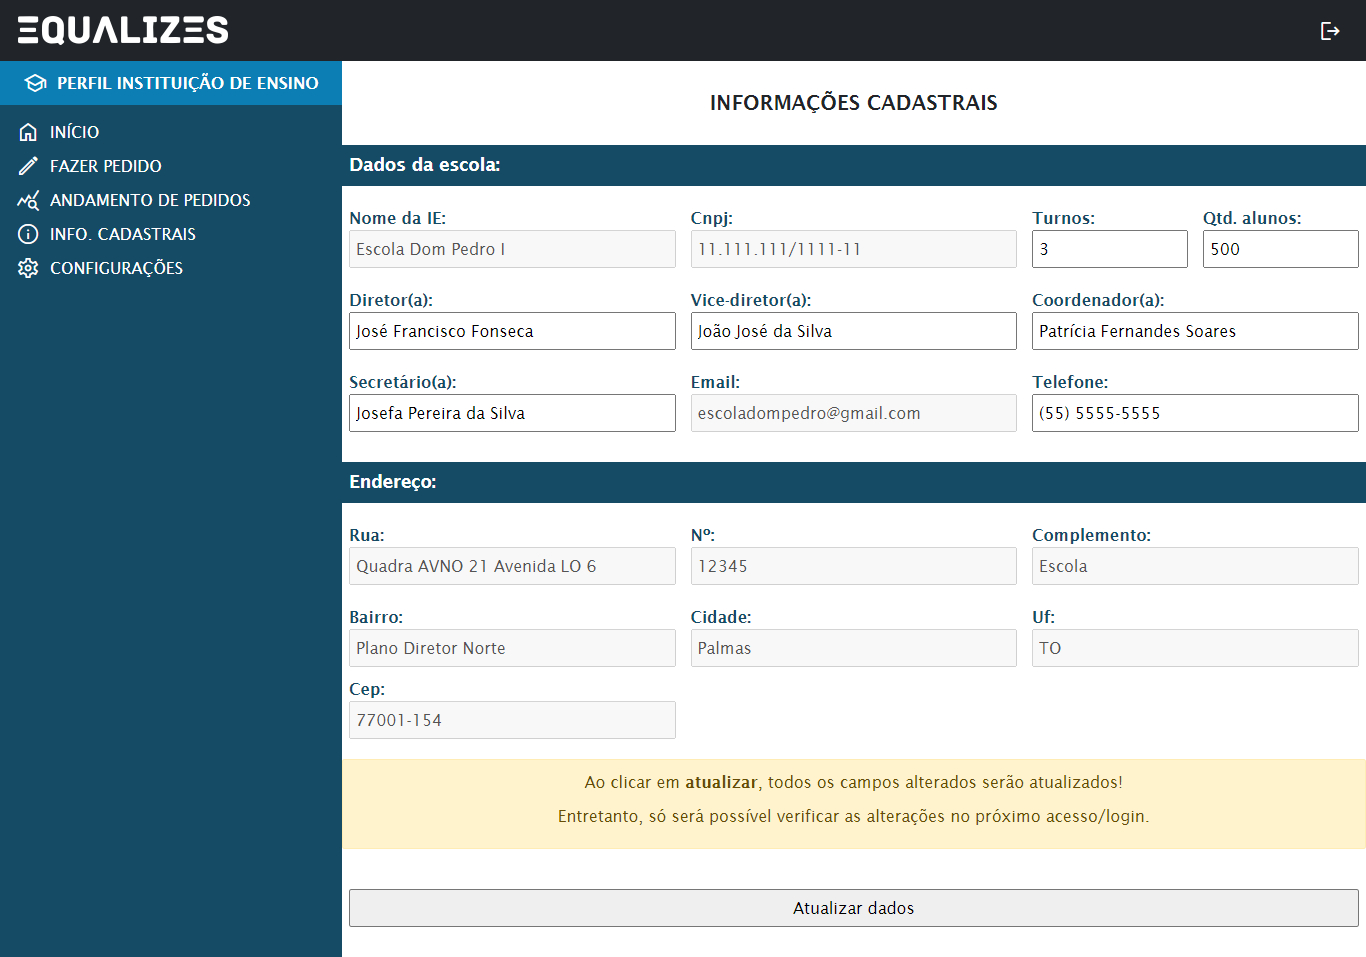 EQUALIZES
PERFIL INSTITUIÇÃO DE ENSINO
INÍCIO
FAZER PEDIDO
ANDAMENTO DE PEDIDOS
INFO. CADASTRAIS
CONFIGURAÇÕES
INFORMAÇÕES CADASTRAIS
Dados da escola:
Nome da IE: Cnpj: Turnos: Qtd. alunos:
Escola Dom Pedro I 11.111.111/1111-11 3 500
Diretor(a): Vice-diretor(a): Coordenador(a):
José Francisco Fonseca João José da Silva Patrícia Fernandes Soares
Secretário(a): Email: Telefone:
Josefa Pereira da Silva escoladompedro@gmail.com (55) 5555-5555
Endereço:
Rua: Nº: Complemento:
Quadra AVNO 21 Avenida LO 6 12345 Escola
Bairro: Cidade: Uf:
Plano Diretor Norte Palmas TO
Cep:
77001-154
Ao clicar em atualizar, todos os campos alterados serão atualizados!
Entretanto, só será possível verificar as alterações no próximo acesso/login.
Atualizar dados